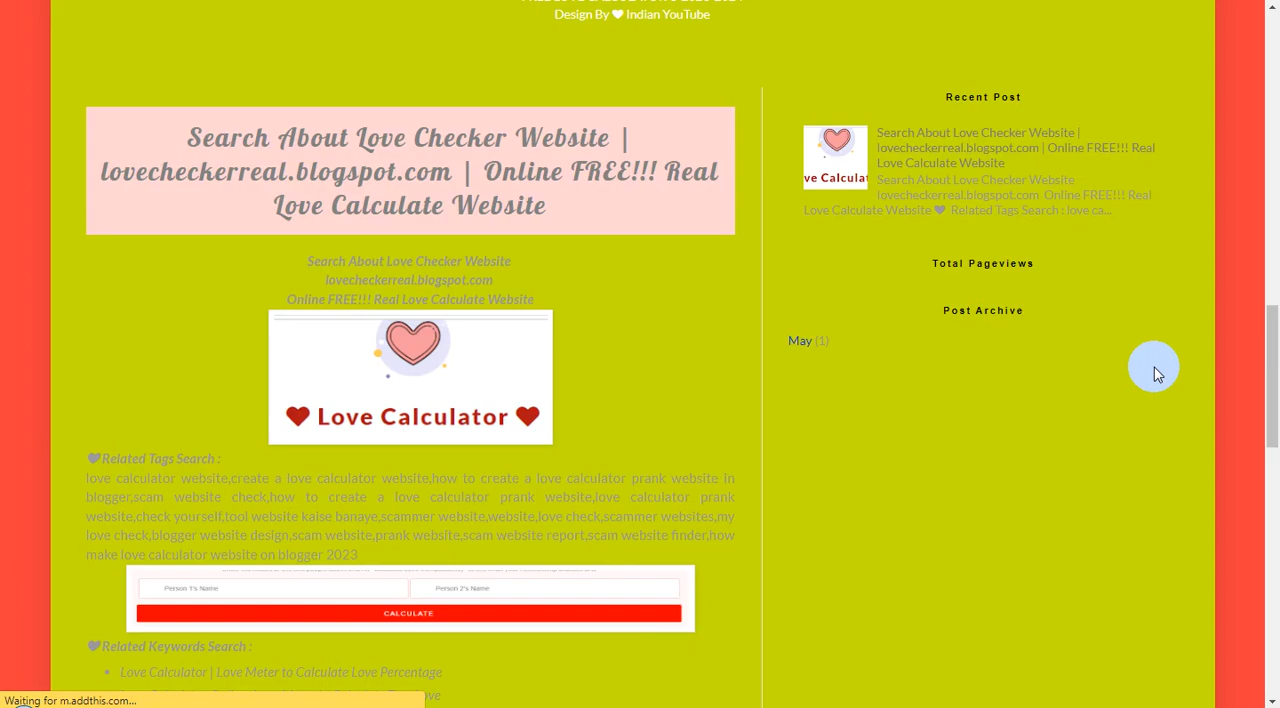 Design By ❤ Indian YouTube
Search About Love Checker Website |
lovecheckerreal.blogspot.com | Online FREE!!! Real
Love Calculate Website
Search About Love Checker Website
lovecheckerreal.blogspot.com
Online FREE!!! Real Love Calculate Website
❤ Love Calculator ❤
❤Related Tags Search :
love calculator website,create a love calculator website,how to create a love calculator prank website in
blogger,scam website check,how to create a love calculator prank website,love calculator prank
website,check yourself,tool website kaise banaye,scammer website,website,love check,scammer websites,my
love check,blogger website design,scam website,prank website,scam website report,scam website finder,how
make love calculator website on blogger 2023
Person 1's Name
Person 2's Name
CALCULATE
❤Related Keywords Search :
• Love Calculator | Love Meter to Calculate Love Percentage
Recent Post
ve Calculat
Search About Love Checker Website |
lovecheckerreal.blogspot.com | Online FREE!!! Real
Love Calculate Website
Search About Love Checker Website
lovecheckerreal.blogspot.com Online FREE!!! Real
Love Calculate Website ❤ Related Tags Search : love ca...
Total Pageviews
Post Archive
May (1)
Waiting for m.addthis.com...